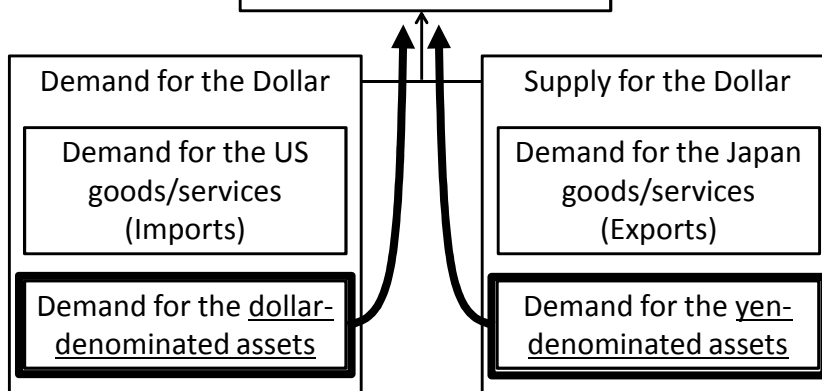 Demand for the Dollar
Demand for the US
goods/services
(Imports)
Demand for the dollar-
denominated assets
Supply for the Dollar
Demand for the Japan
goods/services
(Exports)
Demand for the yen-
denominated assets